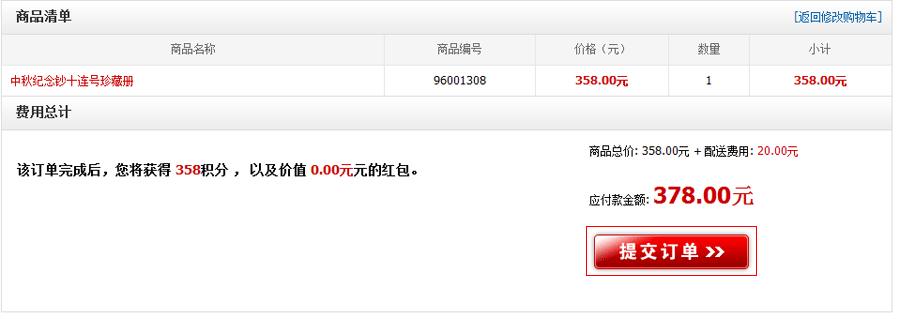 商品清单 [返回修改购物车]
商品名称 商品编号 价格（元） 数量 小计
中秋纪念钞十连号珍藏册 96001308 358.00元 1 358.00元
费用总计
商品总价: 358.00元 + 配送费用: 20.00元
该订单完成后，您将获得 358积分 ，以及价值 0.00元元的红包。
应付款金额: 378.00元
提交订单 >>